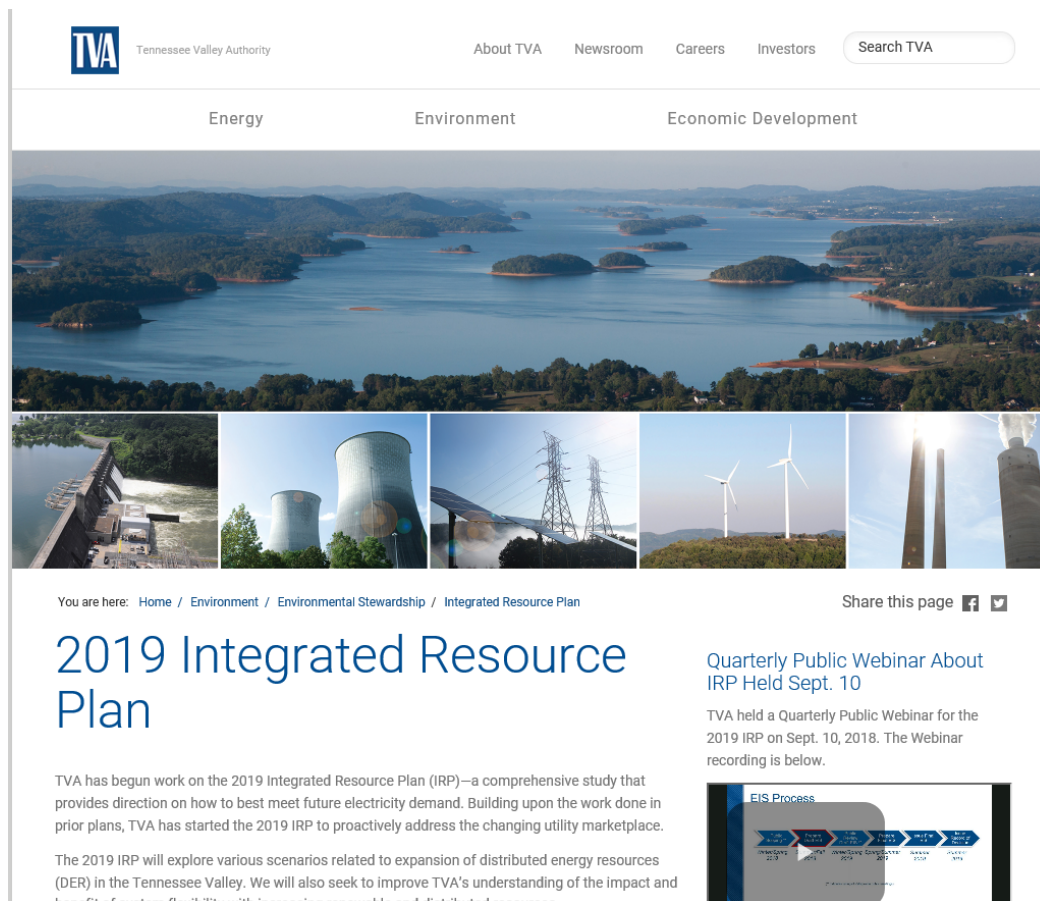 TVA
Tennessee Valley Authority
About TVA Newsroom Careers Investors Search TVA
Energy Environment Economic Development
You are here: Home / Environment / Environmental Stewardship / Integrated Resource Plan
Share this page
2019 Integrated Resource
Plan
TVA has begun work on the 2019 Integrated Resource Plan (IRP)—a comprehensive study that
provides direction on how to best meet future electricity demand. Building upon the work done in
prior plans, TVA has started the 2019 IRP to proactively address the changing utility marketplace.
The 2019 IRP will explore various scenarios related to expansion of distributed energy resources
(DER) in the Tennessee Valley. We will also seek to improve TVA's understanding of the impact and
Quarterly Public Webinar About
IRP Held Sept. 10
TVA held a Quarterly Public Webinar for the
2019 IRP on Sept. 10, 2018. The Webinar
recording is below.
EIS Process